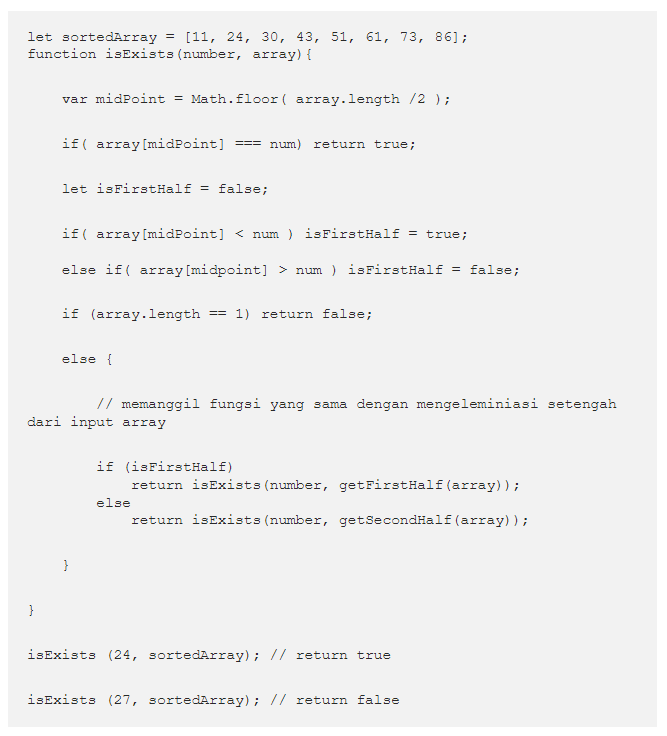 let sortedArray = [11, 24, 30, 43, 51, 61, 73, 86];
function isExists(number, array){
var midPoint = Math.floor( array.length /2 );
if( array[midPoint] === num) return true;
let isFirstHalf = false;
if( array[midPoint] < num ) isFirstHalf = true;
else if( array[midpoint] > num ) isFirstHalf = false;
if (array.length == 1) return false;
else {
// memanggil fungsi yang sama dengan mengeleminiasi setengah
dari input array
if (isFirstHalf)
return isExists(number, getFirstHalf(array));
else
return isExists(number, getSecondHalf(array));
}
}
isExists (24, sortedArray); // return true
isExists (27, sortedArray); // return false